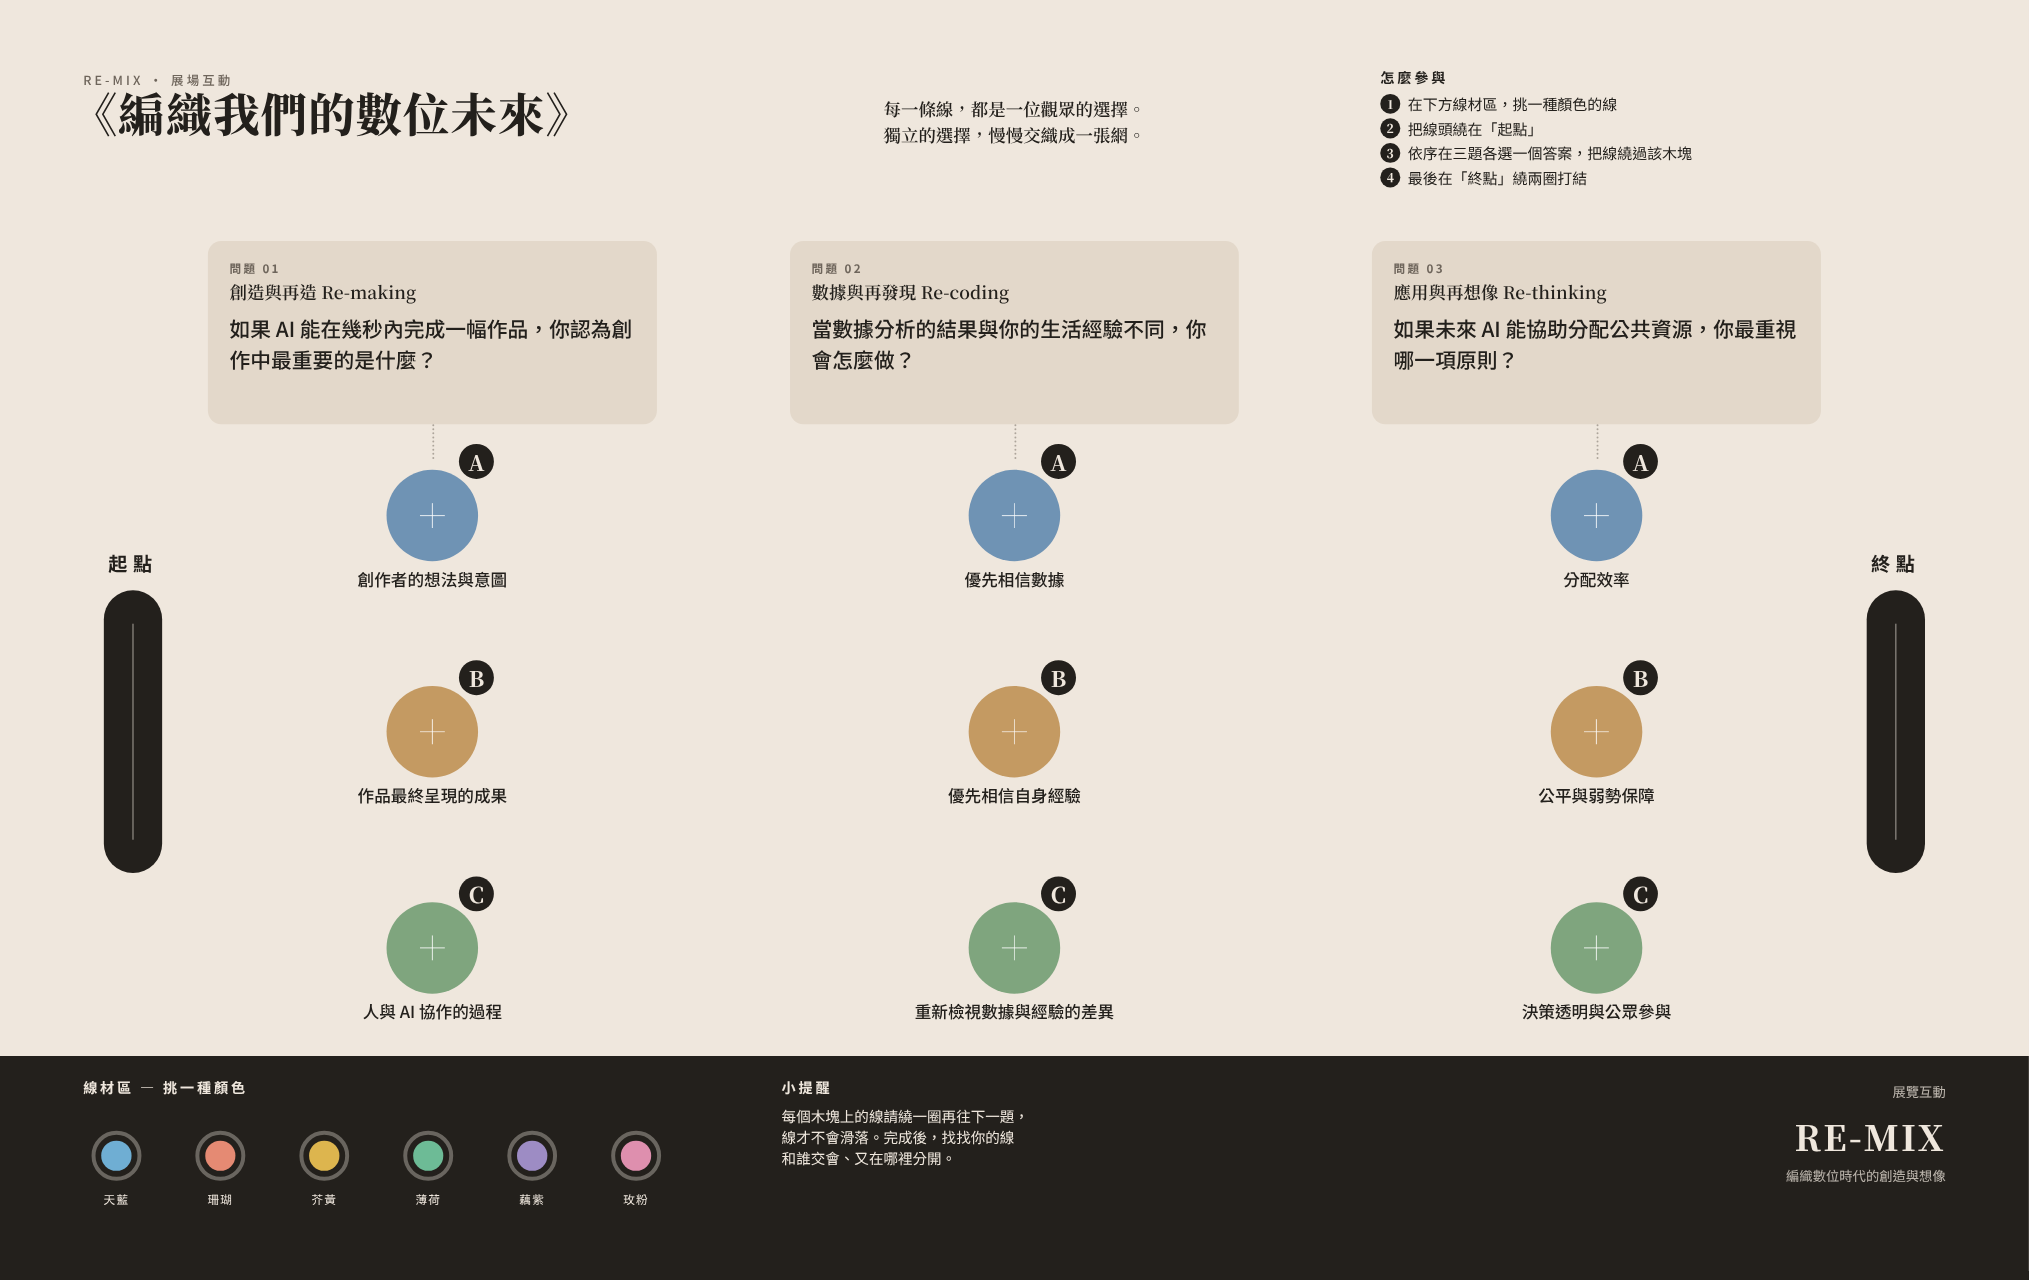 RE-MIX · 展場互動
《編織我們的數位未來》
每一條線，都是一位觀眾的選擇。
獨立的選擇，慢慢交織成一張網。
怎麼參與
1 在下方線材區，挑一種顏色的線
2 把線頭繞在「起點」
3 依序在三題各選一個答案，把線繞過該木塊
4 最後在「終點」繞兩圈打結
問題 01
創造與再造 Re-making
如果 AI 能在幾秒內完成一幅作品，你認為創
作中最重要的是什麼？
問題 02
數據與再發現 Re-coding
當數據分析的結果與你的生活經驗不同，你
會怎麼做？
問題 03
應用與再想像 Re-thinking
如果未來 AI 能協助分配公共資源，你最重視
哪一項原則？
起點
A
創作者的想法與意圖
A
優先相信數據
A
分配效率
終點
B
作品最終呈現的成果
B
優先相信自身經驗
B
公平與弱勢保障
C
人與 AI 協作的過程
C
重新檢視數據與經驗的差異
C
決策透明與公眾參與
線材區 — 挑一種顏色
天藍
珊瑚
芥黃
薄荷
藕紫
玫粉
小提醒
每個木塊上的線請繞一圈再往下一題，
線才不會滑落。完成後，找找你的線
和誰交會、又在哪裡分開。
展覽互動
RE-MIX
編織數位時代的創造與想像